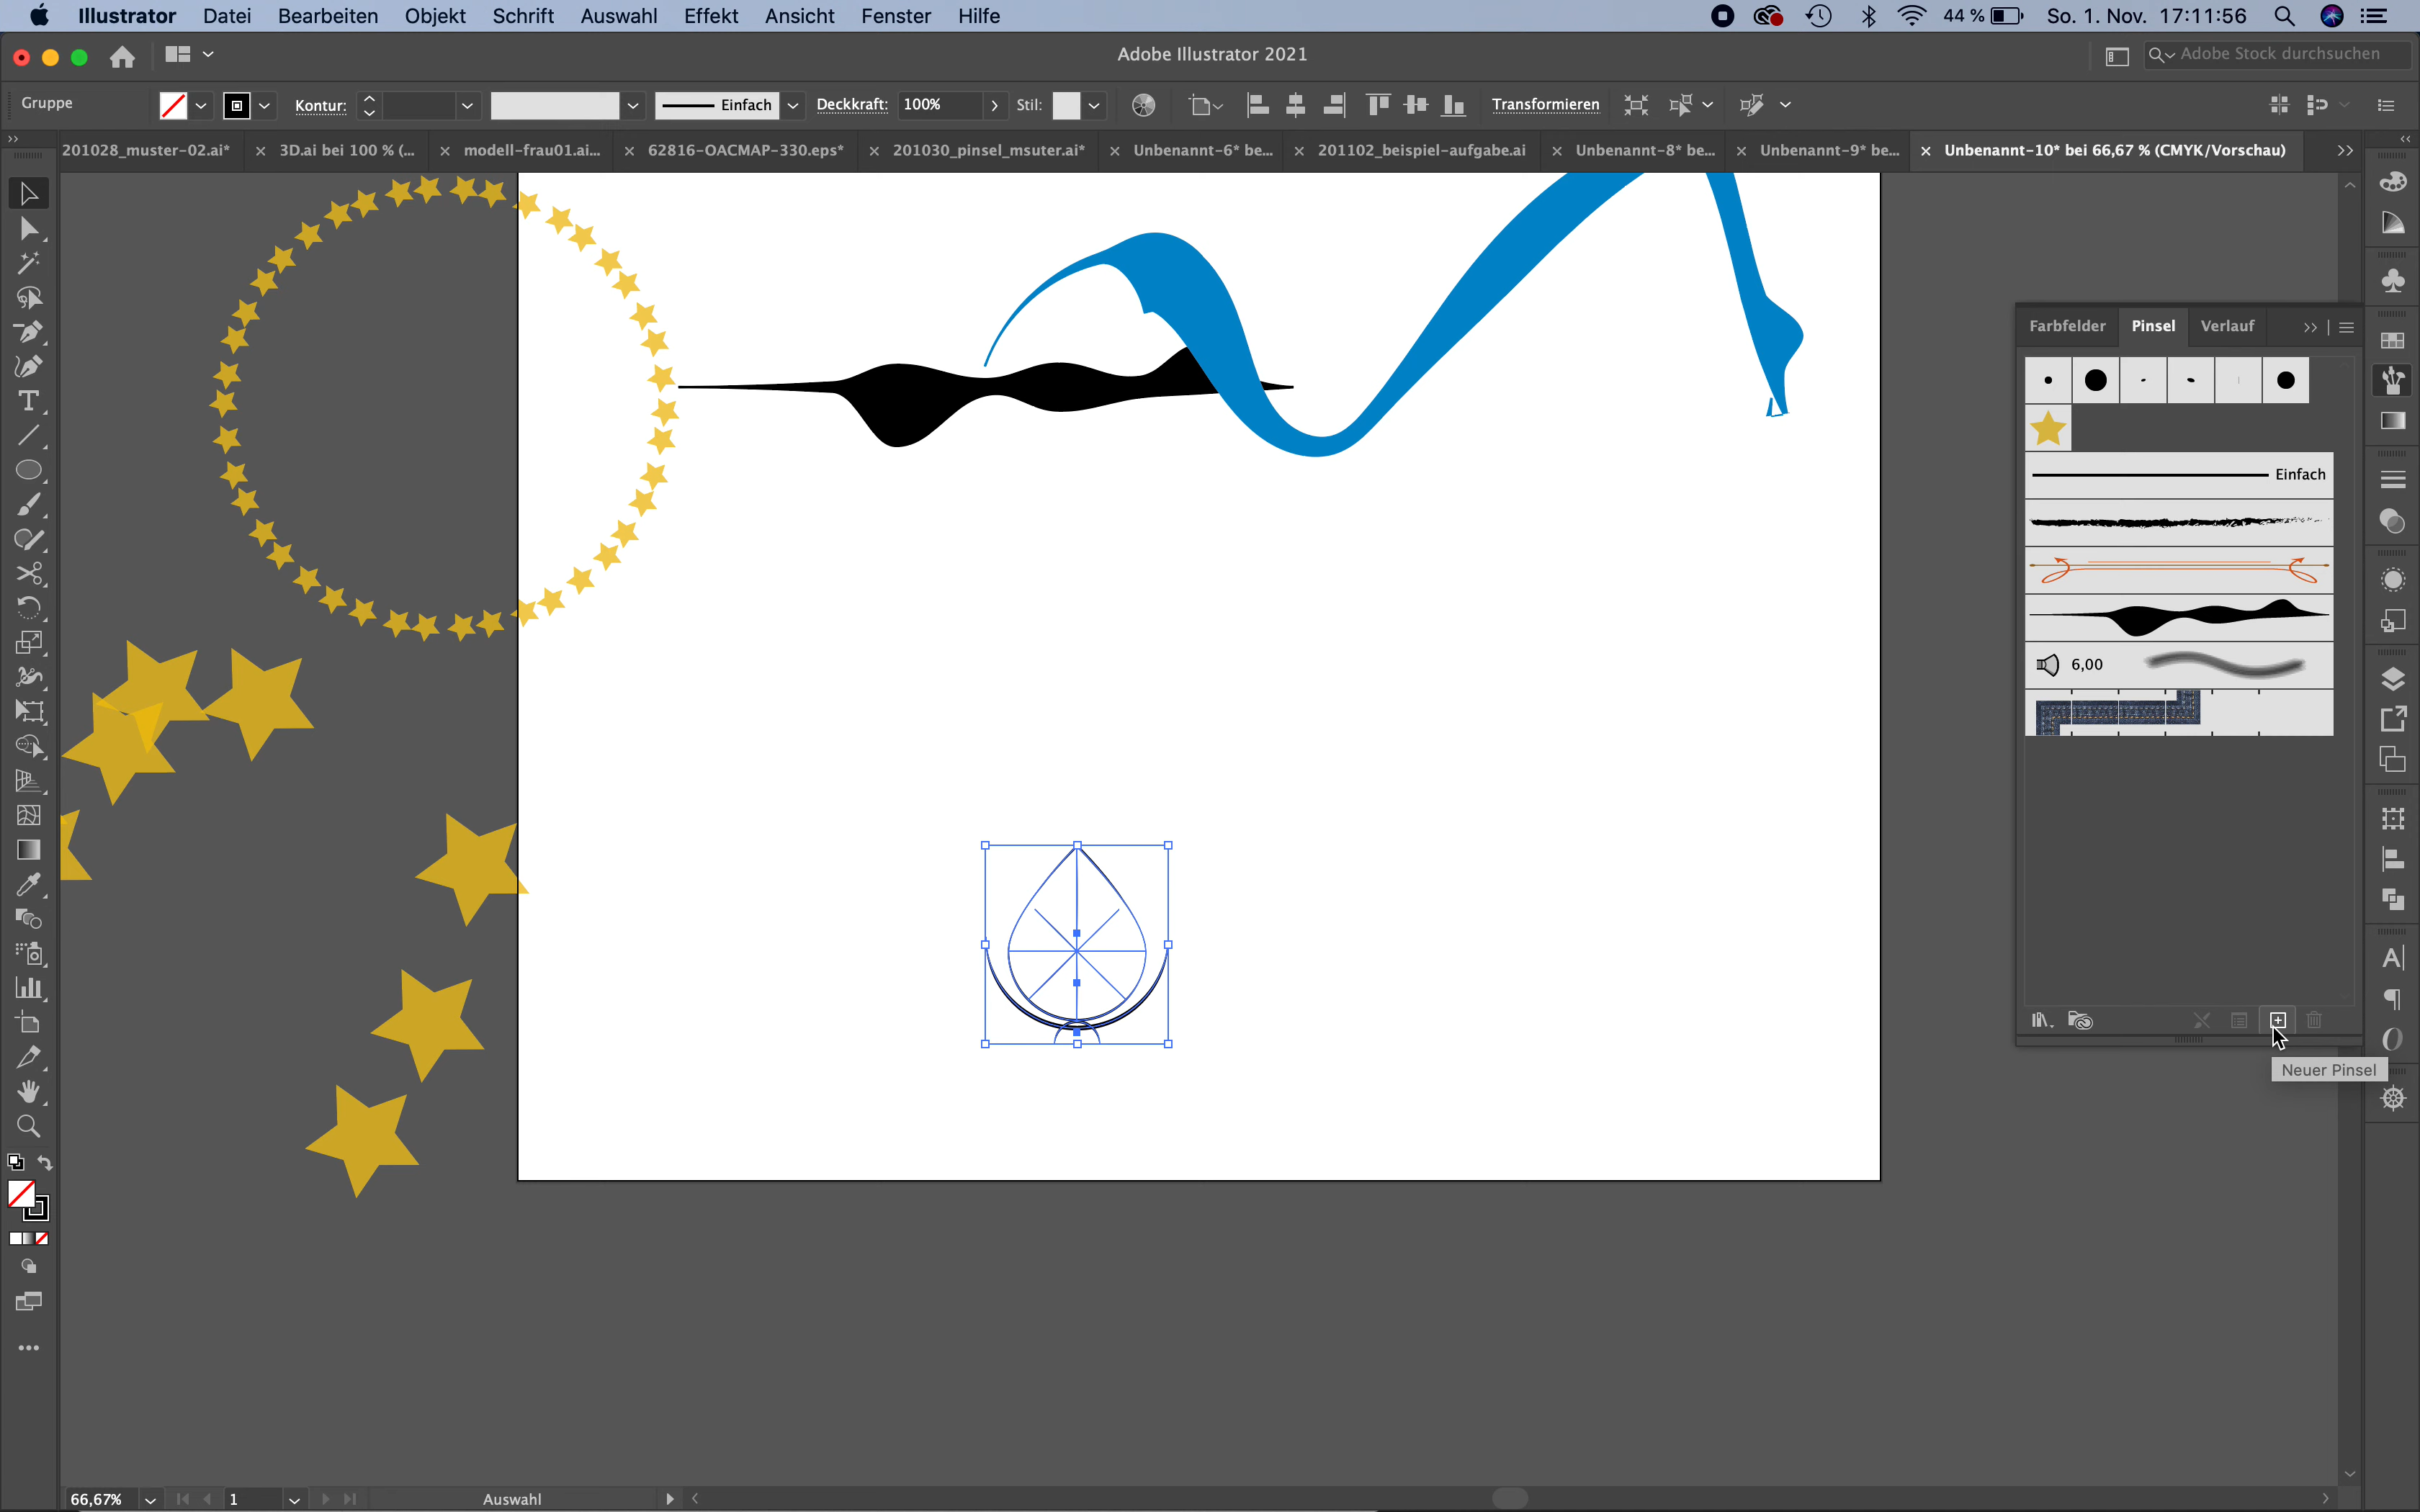 Illustrator Datei Bearbeiten Objekt Schrift Auswahl Effekt Ansicht Fenster Hilfe 44 % So. 1. Nov. 17:11:56
Adobe Illustrator 2021 Adobe Stock durchsuchen
Gruppe Kontur: Einfach Deckkraft: 100% Stil: Transformieren
201028_muster-02.ai* 3D.ai bei 100 % (... modell-frau01.ai... 62816-OACMAP-330.eps* 201030_pinsel_msuter.ai* Unbenannt-6* be... 201102_beispiel-aufgabe.ai Unbenannt-8* be... Unbenannt-9* be... Unbenannt-10* bei 66,67 % (CMYK/Vorschau)
Farbfelder Pinsel Verlauf
Einfach
6,00
Neuer Pinsel
66,67% 1 Auswahl